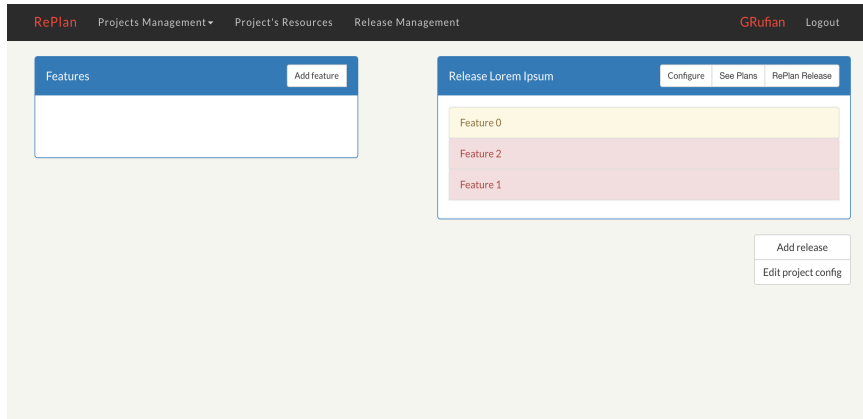 RePlan Projects Management Project's Resources Release Management GRufian Logout
Features Add feature
Release Lorem Ipsum Configure See Plans RePlan Release
Feature 0
Feature 2
Feature 1
Add release
Edit project config